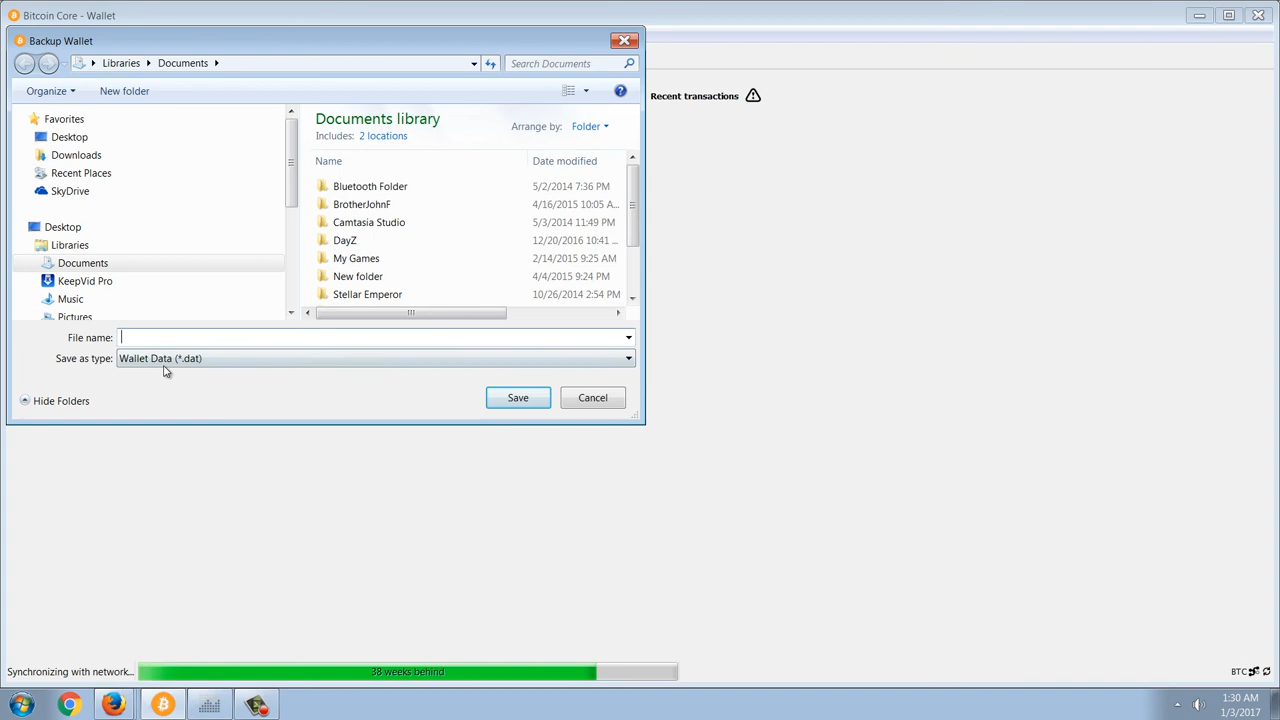 Bitcoin Core - Wallet
Backup Wallet
Libraries Documents
Search Documents
Organize New folder
Recent transactions
Favorites
Desktop
Downloads
Recent Places
SkyDrive
Desktop
Libraries
Documents
KeepVid Pro
Music
Pictures
Documents library
Includes: 2 locations
Arrange by: Folder
Name Date modified
Bluetooth Folder 5/2/2014 7:36 PM
BrotherJohnF 4/16/2015 10:05 A...
Camtasia Studio 5/3/2014 11:49 PM
DayZ 12/20/2016 10:41 ...
My Games 2/14/2015 9:25 AM
New folder 4/4/2015 9:24 PM
Stellar Emperor 10/26/2014 2:54 PM
File name:
Save as type: Wallet Data (*.dat)
Hide Folders
Save Cancel
Synchronizing with network... 38 weeks behind
BTC
1:30 AM
1/3/2017